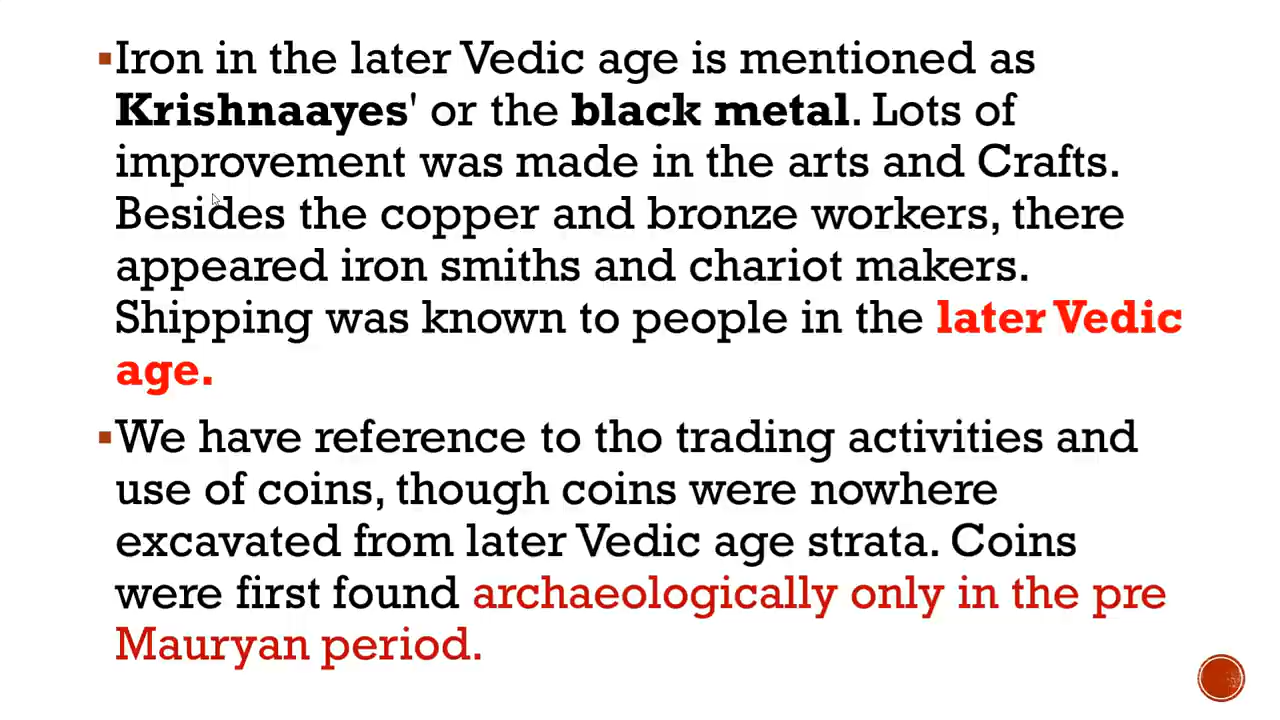 ▪Iron in the later Vedic age is mentioned as
Krishnaayes' or the black metal. Lots of
improvement was made in the arts and Crafts.
Besides the copper and bronze workers, there
appeared iron smiths and chariot makers.
Shipping was known to people in the later Vedic
age.
▪We have reference to tho trading activities and
use of coins, though coins were nowhere
excavated from later Vedic age strata. Coins
were first found archaeologically only in the pre
Mauryan period.